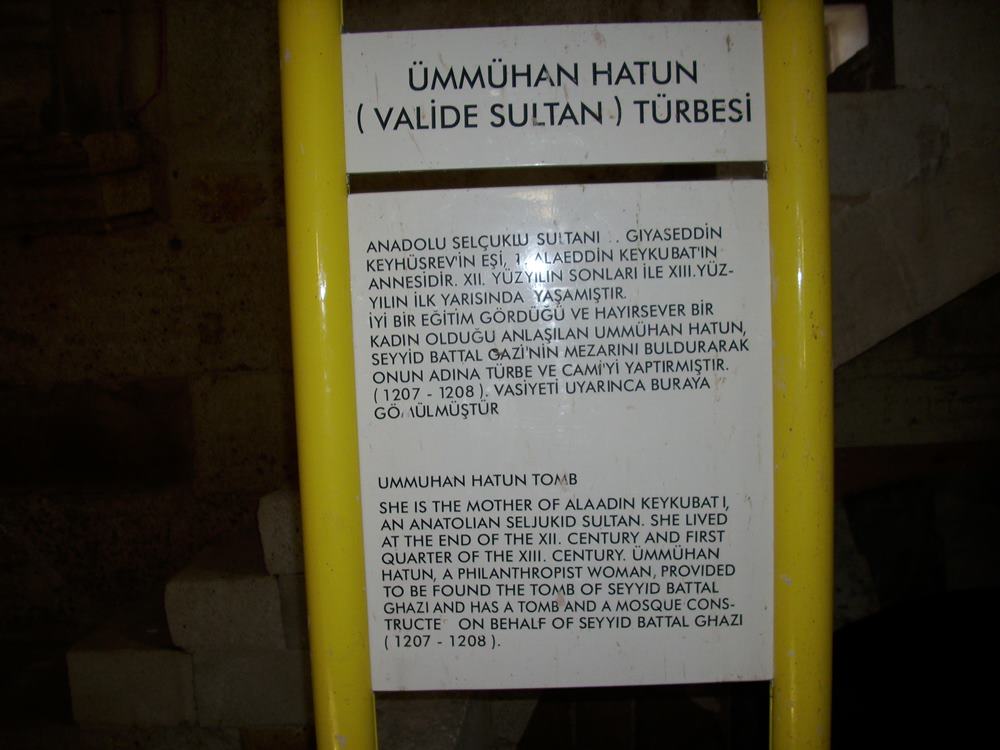 ÜMMÜHAN HATUN
( VALİDE SULTAN ) TÜRBESİ
ANADOLU SELÇUKLU SULTANI .. GIYASEDDİN
KEYHÜSREV'İN EŞİ, 1. ALAEDDİN KEYKUBAT'IN
ANNESİDİR. XII. YÜZYILIN SONLARI İLE XIII.YÜZ-
YILIN İLK YARISINDA YAŞAMIŞTIR.
İYİ BİR EĞİTİM GÖRDÜĞÜ VE HAYIRSEVER BİR
KADIN OLDUĞU ANLAŞILAN UMMÜHAN HATUN,
SEYYİD BATTAL GAZİ'NİN MEZARINI BULDURARAK
ONUN ADINA TÜRBE VE CAMİ'Yİ YAPTIRMIŞTIR.
( 1207 - 1208 ). VASİYETİ UYARINCA BURAYA
GÖMÜLMÜŞTÜR
UMMUHAN HATUN TOMB
SHE IS THE MOTHER OF ALAADIN KEYKUBAT I,
AN ANATOLIAN SELJUKID SULTAN. SHE LIVED
AT THE END OF THE XII. CENTURY AND FIRST
QUARTER OF THE XIII. CENTURY. ÜMMÜHAN
HATUN, A PHILANTHROPIST WOMAN, PROVIDED
TO BE FOUND THE TOMB OF SEYYID BATTAL
GHAZI AND HAS A TOMB AND A MOSQUE CONS-
TRUCTE ON BEHALF OF SEYYID BATTAL GHAZI
( 1207 - 1208 ).